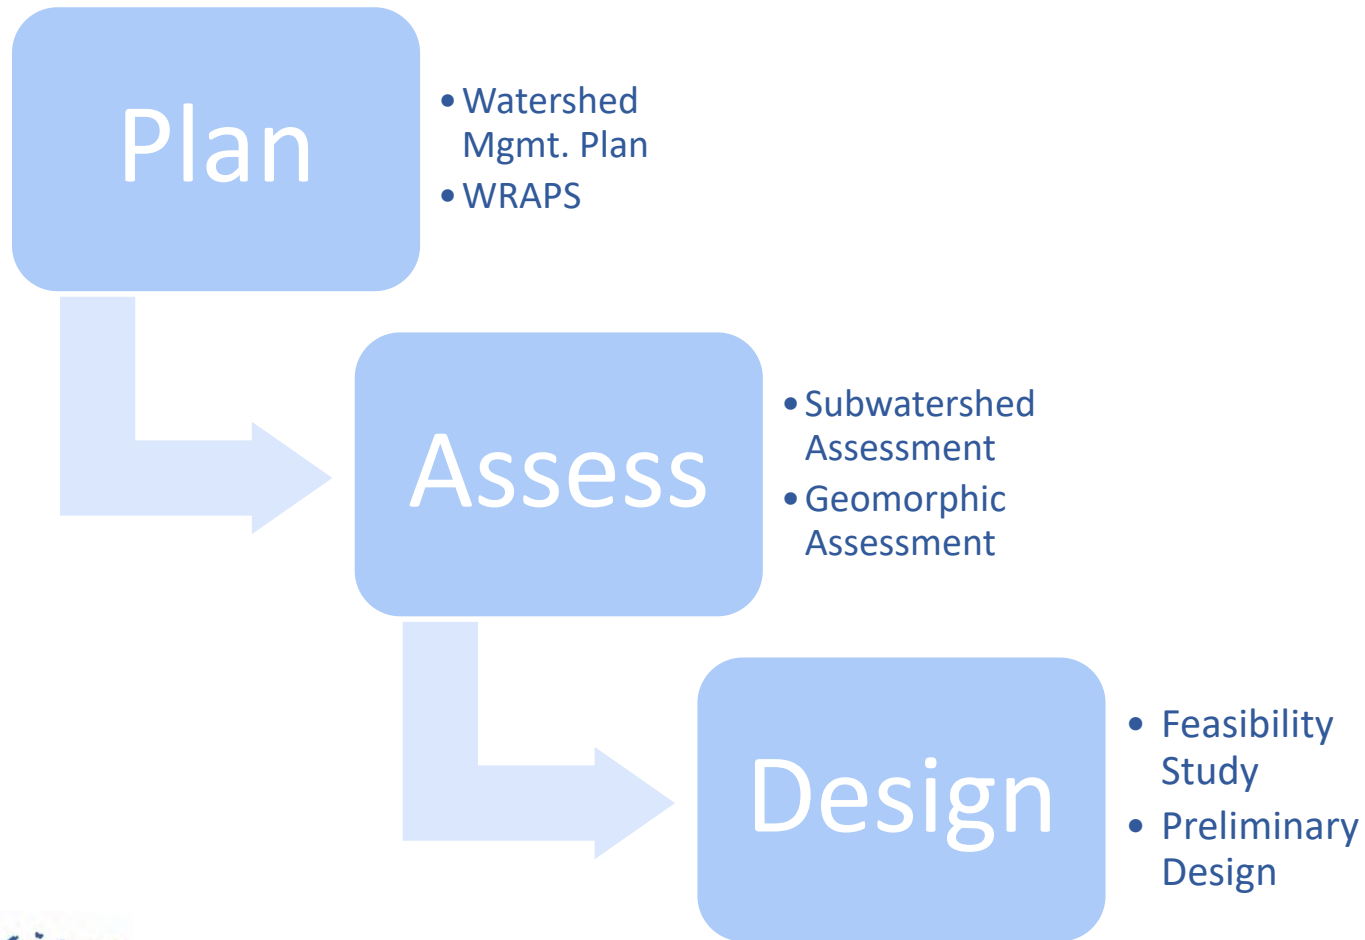 Plan
• Watershed
Mgmt. Plan
• WRAPS
Assess
• Subwatershed
Assessment
• Geomorphic
Assessment
Design
• Feasibility
Study
• Preliminary
Design